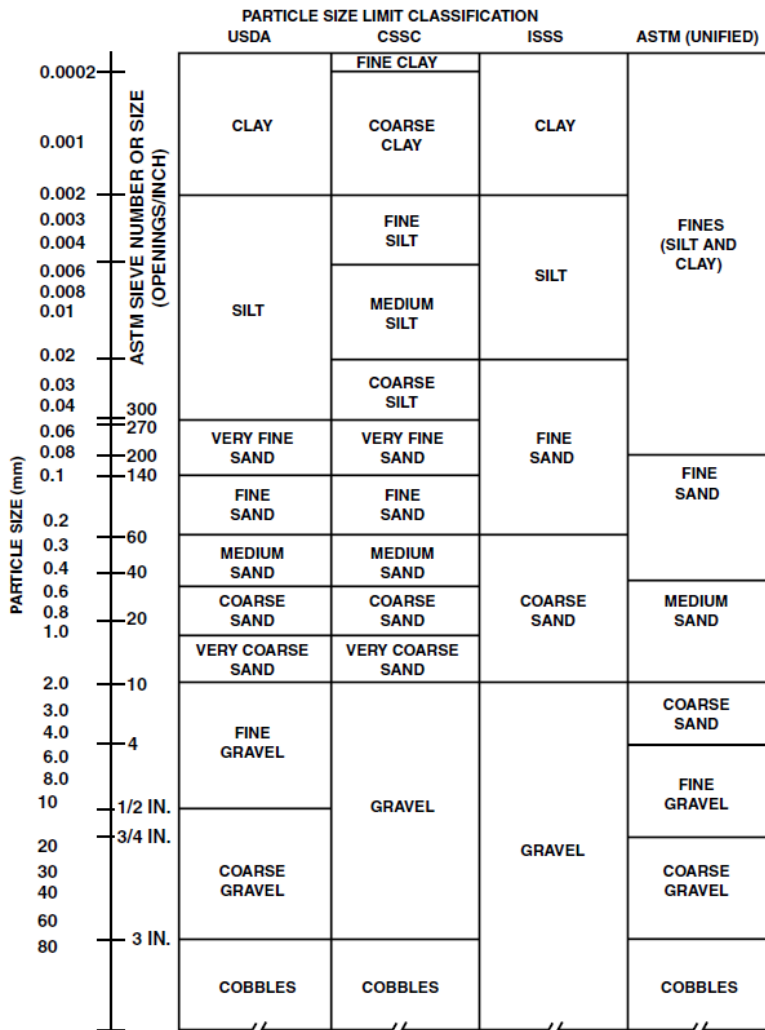 PARTICLE SIZE LIMIT CLASSIFICATION
USDA CSSC ISSS ASTM (UNIFIED)
PARTICLE SIZE (mm)
0.0002
0.001
0.002
0.003
0.004
0.006
0.008
0.01
0.02
0.03
0.04
0.06
0.08
0.1
0.2
0.3
0.4
0.6
0.8
1.0
2.0
3.0
4.0
6.0
8.0
10
20
30
40
60
80
ASTM SIEVE NUMBER OR SIZE
(OPENINGS/INCH)
300
270
200
140
60
40
20
10
4
1/2 IN.
3/4 IN.
3 IN.
CLAY
SILT
VERY FINE
SAND
FINE
SAND
MEDIUM
SAND
COARSE
SAND
VERY COARSE
SAND
FINE
GRAVEL
COARSE
GRAVEL
COBBLES
FINE CLAY
COARSE
CLAY
FINE
SILT
MEDIUM
SILT
COARSE
SILT
VERY FINE
SAND
FINE
SAND
MEDIUM
SAND
COARSE
SAND
VERY COARSE
SAND
GRAVEL
COBBLES
CLAY
SILT
FINE
SAND
COARSE
SAND
GRAVEL
FINES
(SILT AND
CLAY)
FINE
SAND
MEDIUM
SAND
COARSE
SAND
FINE
GRAVEL
COARSE
GRAVEL
COBBLES